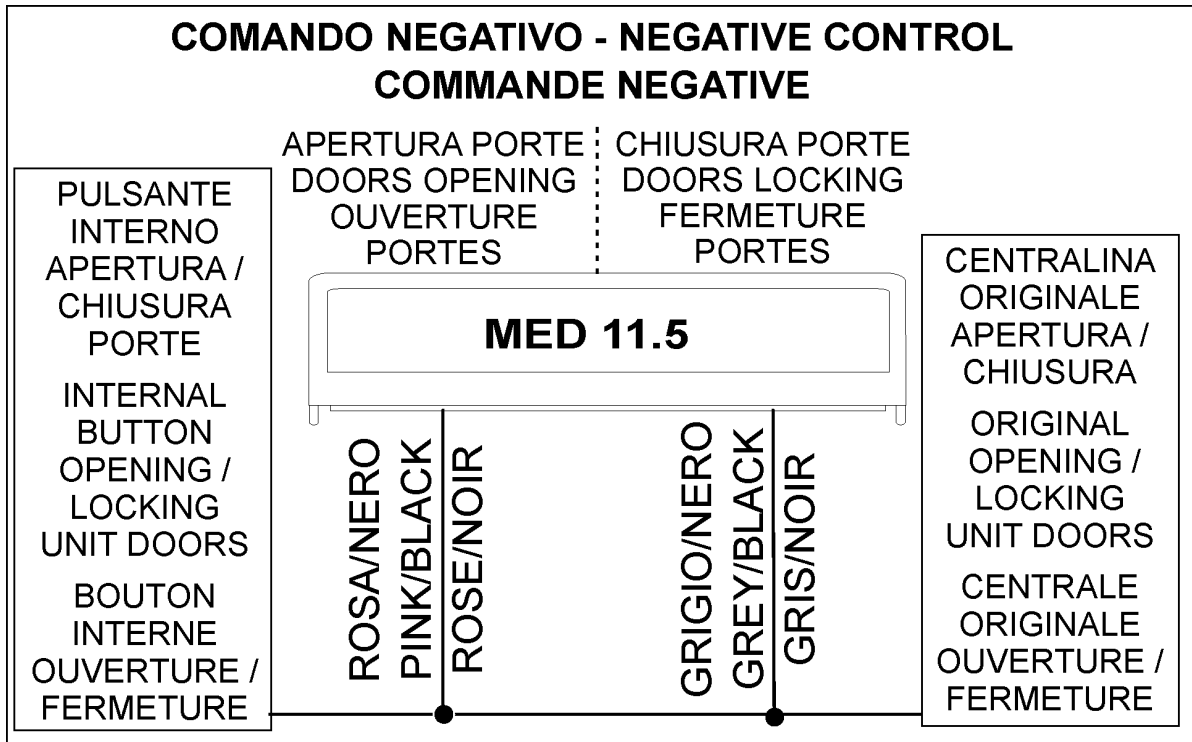 COMANDO NEGATIVO - NEGATIVE CONTROL
COMMANDE NEGATIVE
PULSANTE
INTERNO
APERTURA /
CHIUSURA
PORTE
INTERNAL
BUTTON
OPENING /
LOCKING
UNIT DOORS
BOUTON
INTERNE
OUVERTURE /
FERMETURE
APERTURA PORTE
DOORS OPENING
OUVERTURE
PORTES
CHIUSURA PORTE
DOORS LOCKING
FERMETURE
PORTES
MED 11.5
ROSA/NERO
PINK/BLACK
ROSE/NOIR
GRIGIO/NERO
GREY/BLACK
GRIS/NOIR
CENTRALINA
ORIGINALE
APERTURA /
CHIUSURA
ORIGINAL
OPENING /
LOCKING
UNIT DOORS
CENTRALE
ORIGINALE
OUVERTURE /
FERMETURE